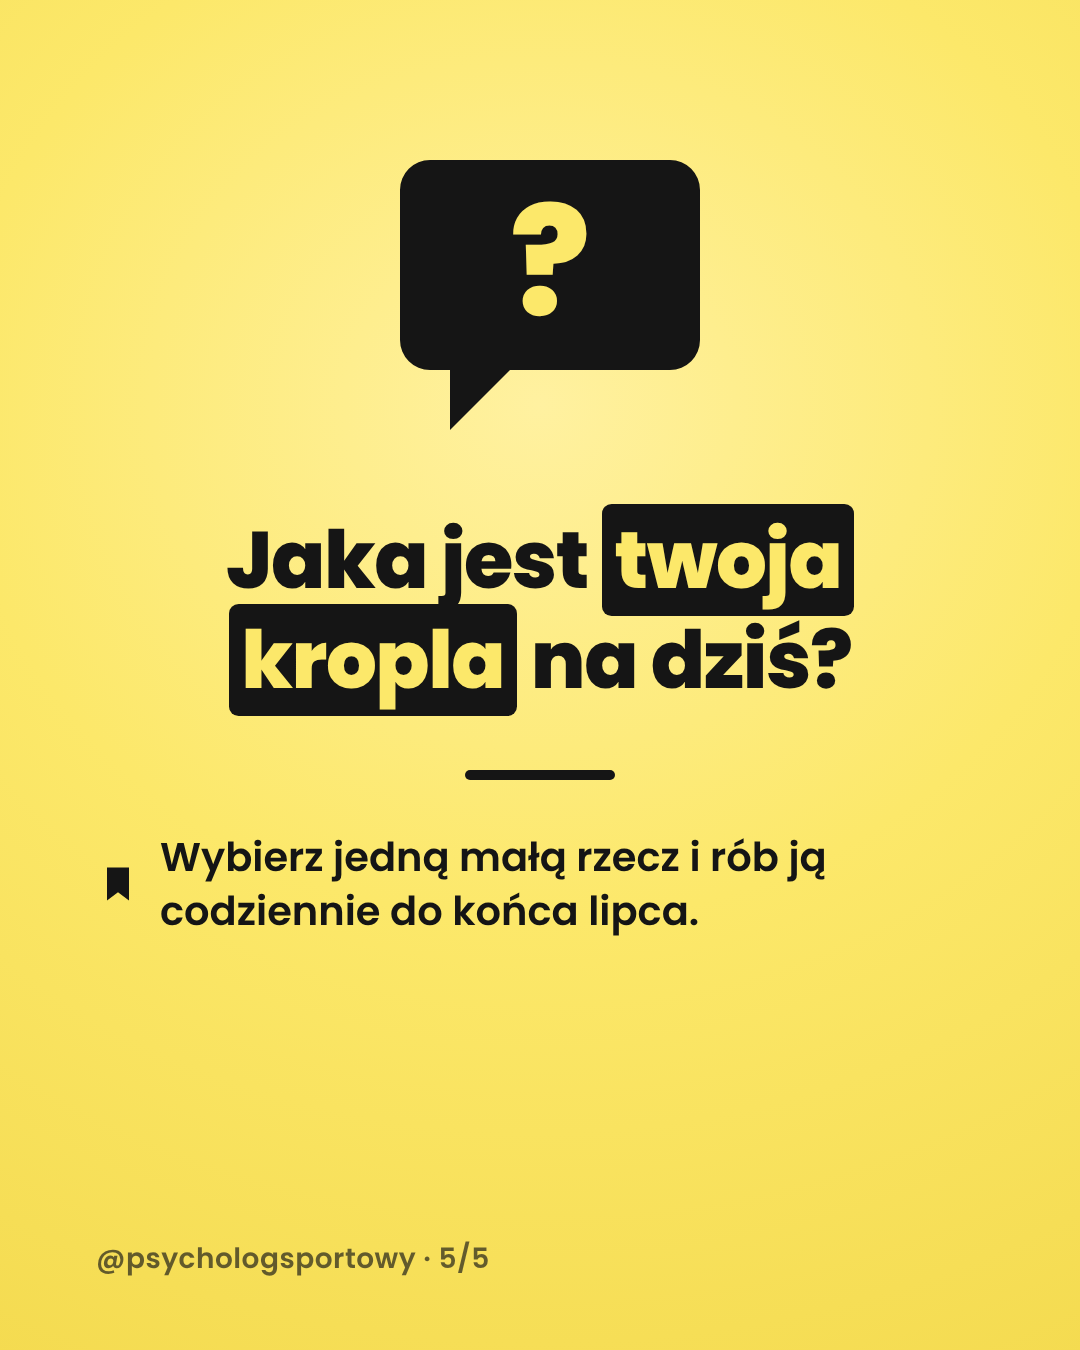 ?
Jaka jest twoja
kropla na dziś?
Wybierz jedną małą rzecz i rób ją
codziennie do końca lipca.
@psychologsportowy · 5/5